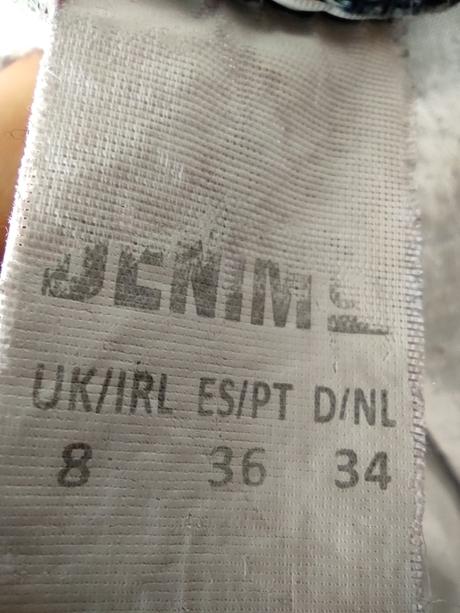 DENIM
UK/IRL ES/PT D/NL
8 36 34